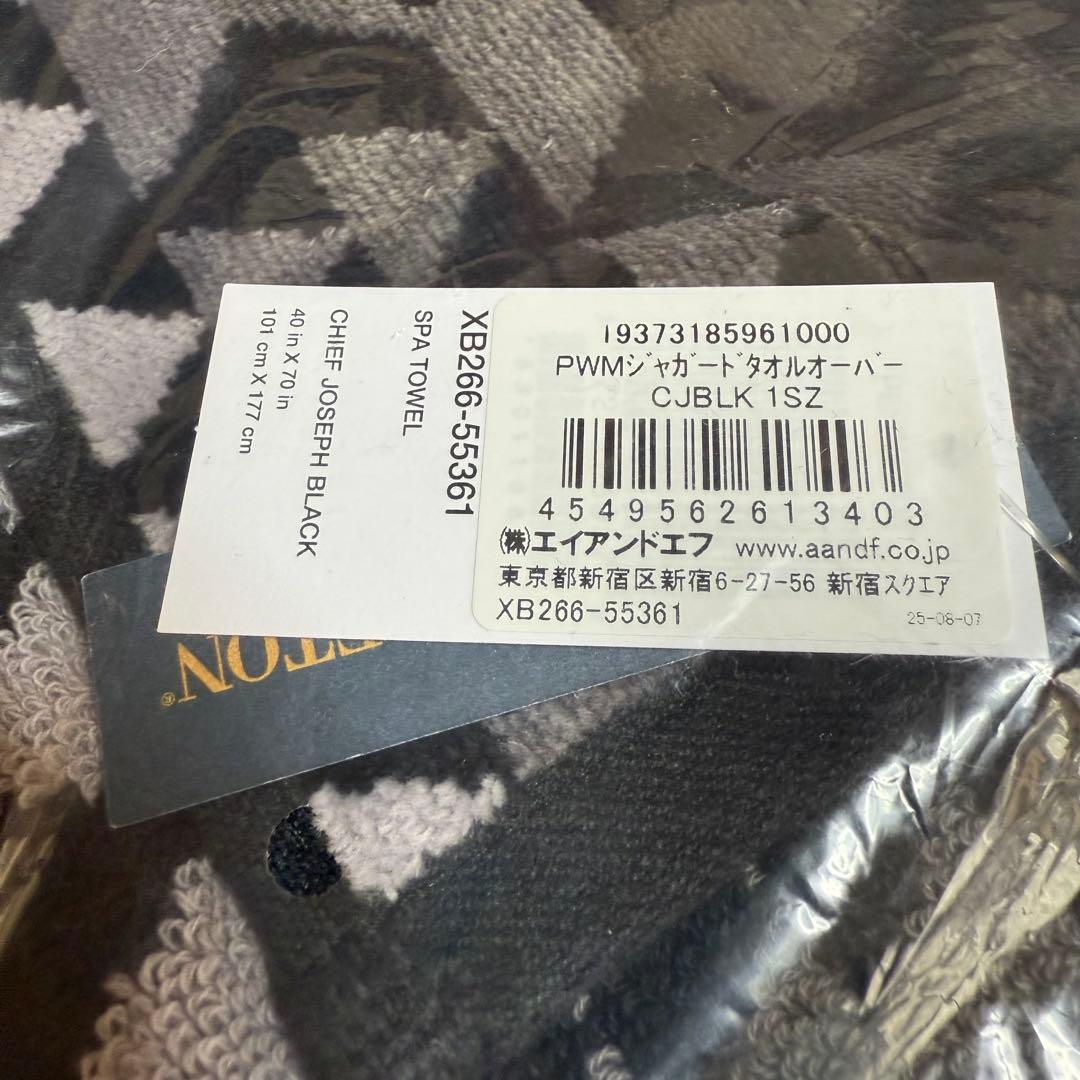 XB266-55361
SPA TOWEL
CHIEF JOSEPH BLACK
40 in X 70 in
101 cm X 177 cm
19373185961000
PWMジャガードタオルオーバー
CJBLK 1SZ
4549562613403
㈱エイアンドエフ www.aandf.co.jp
東京都新宿区新宿6-27-56 新宿スクエア
XB266-55361
25-08-07
TON®